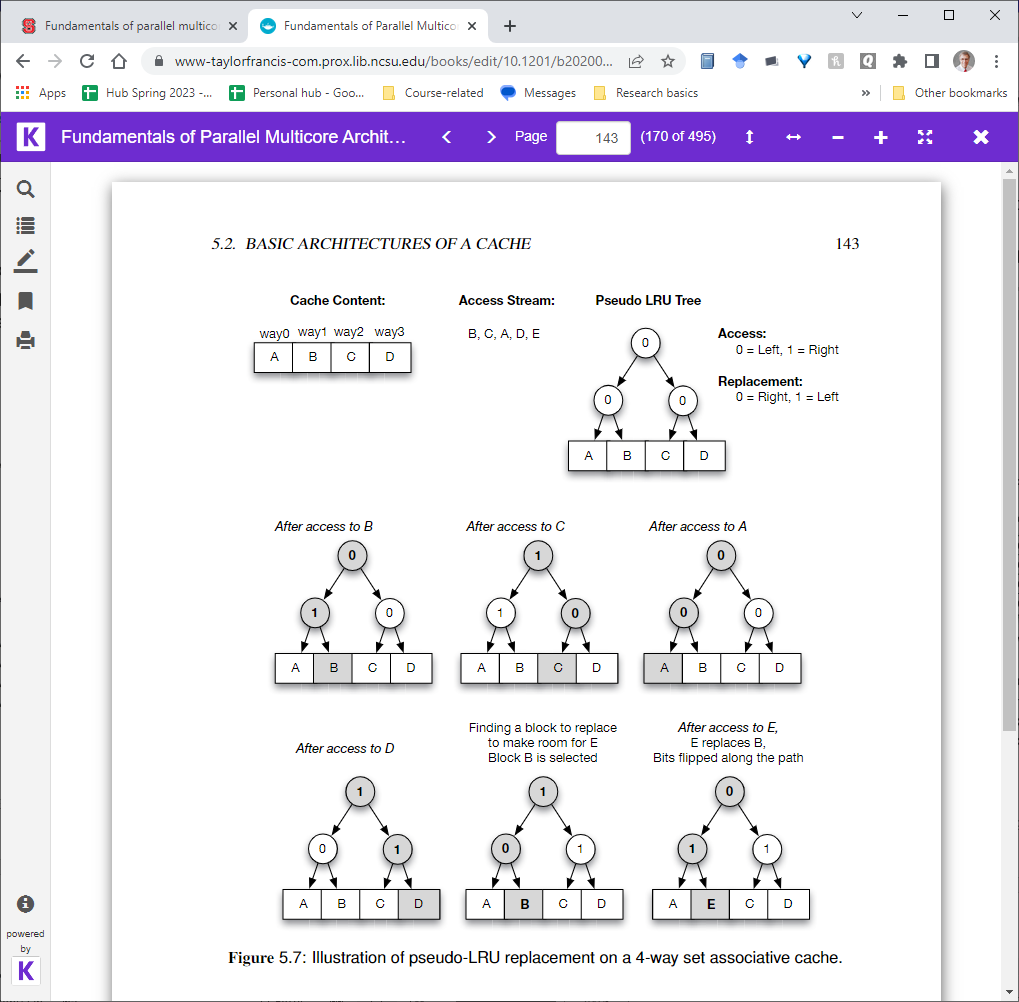 Fundamentals of parallel multico
Fundamentals of Parallel Multico
www-taylorfrancis-com.prox.lib.ncsu.edu/books/edit/10.1201/b20200...
Apps
Hub Spring 2023 -...
Personal hub - Goo...
Course-related
Messages
Research basics
»
Other bookmarks
K
Fundamentals of Parallel Multicore Archit...
Page
143
(170 of 495)
5.2. BASIC ARCHITECTURES OF A CACHE
143
Cache Content:
Access Stream:
Pseudo LRU Tree
way0 way1 way2 way3
A B C D
B, C, A, D, E
0
0 0
A B C D
Access:
0 = Left, 1 = Right
Replacement:
0 = Right, 1 = Left
After access to B
0
1 0
A B C D
After access to C
1
1 0
A B C D
After access to A
0
0 0
A B C D
After access to D
1
0 1
A B C D
Finding a block to replace
to make room for E
Block B is selected
1
0 1
A B C D
After access to E,
E replaces B,
Bits flipped along the path
0
1 1
A E C D
Figure 5.7: Illustration of pseudo-LRU replacement on a 4-way set associative cache.
powered
by
K